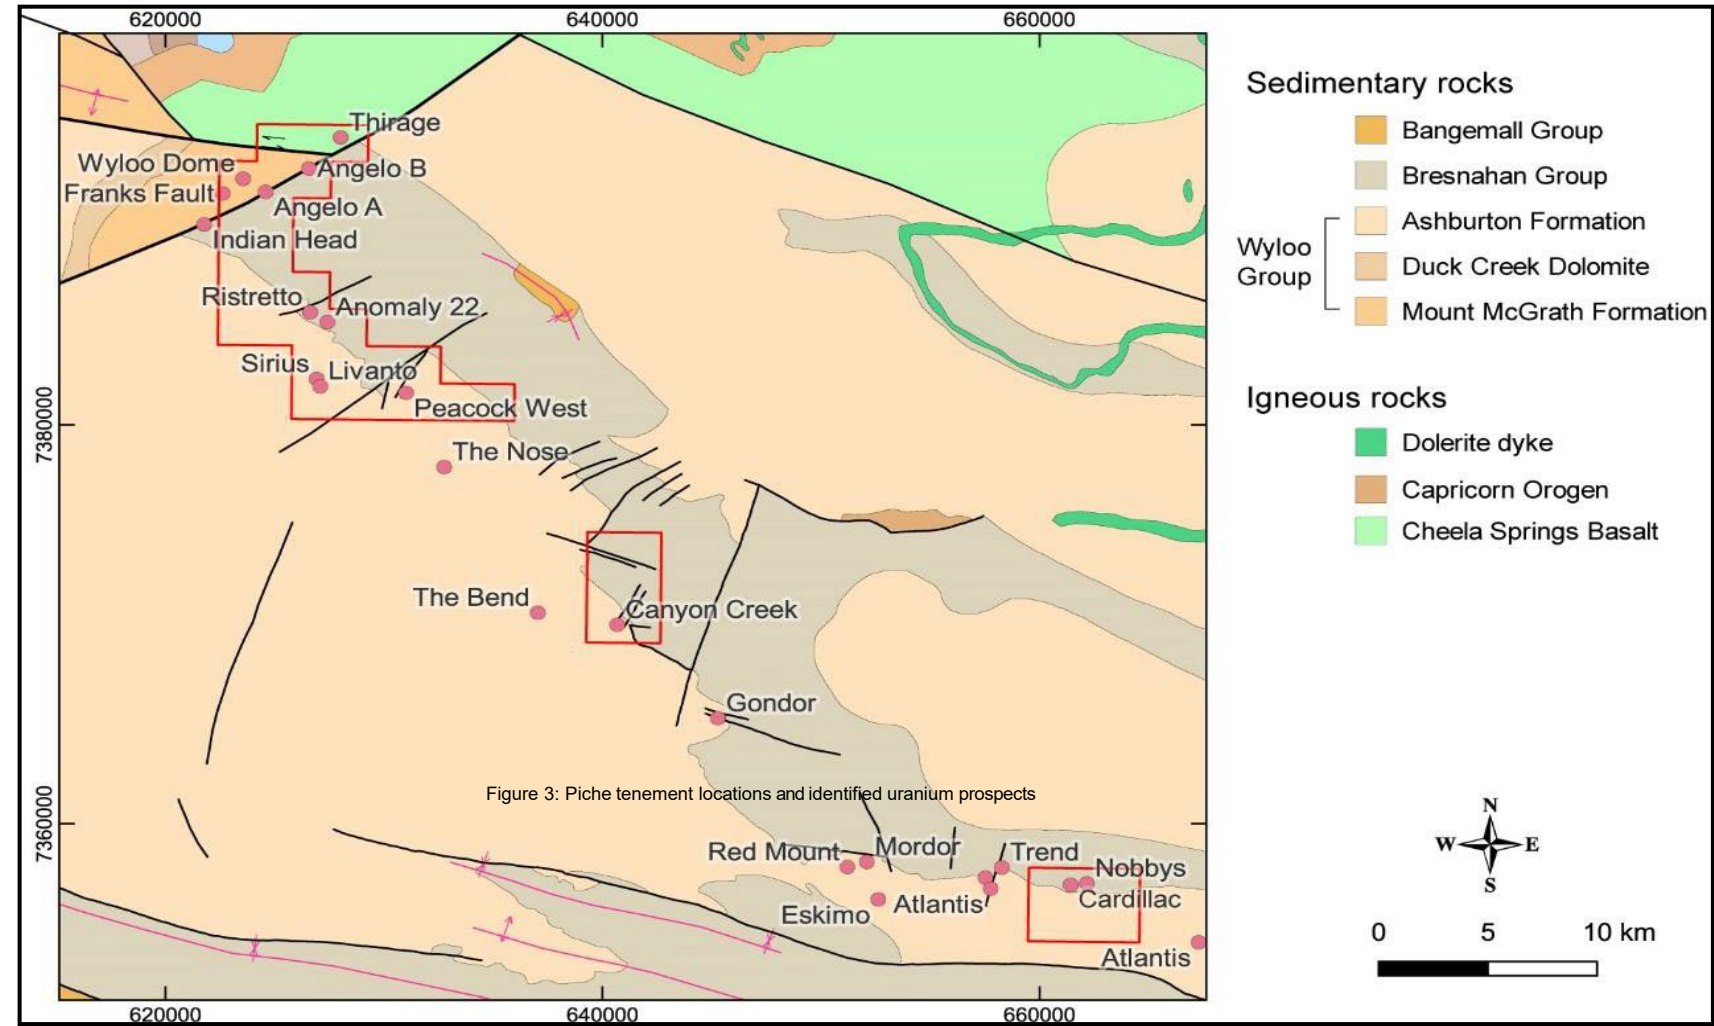 620000
640000
660000
Thirage
Wyloo Dome
Angelo B
Franks Fault
Angelo A
Indian Head
Ristretto
Anomaly 22
Sirius
Livanto
Peacock West
7380000
The Nose
The Bend
Canyon Creek
Gondor
Figure 3: Piche tenement locations and identified uranium prospects
7360000
Red Mount
Mordor
Trend
Nobbys
Cardillac
Eskimo
Atlantis
Atlantis
620000
640000
660000
Sedimentary rocks
Bangemall Group
Bresnahan Group
Wyloo
Group
Ashburton Formation
Duck Creek Dolomite
Mount McGrath Formation
Igneous rocks
Dolerite dyke
Capricorn Orogen
Cheela Springs Basalt
N
W
E
S
0
5
10 km